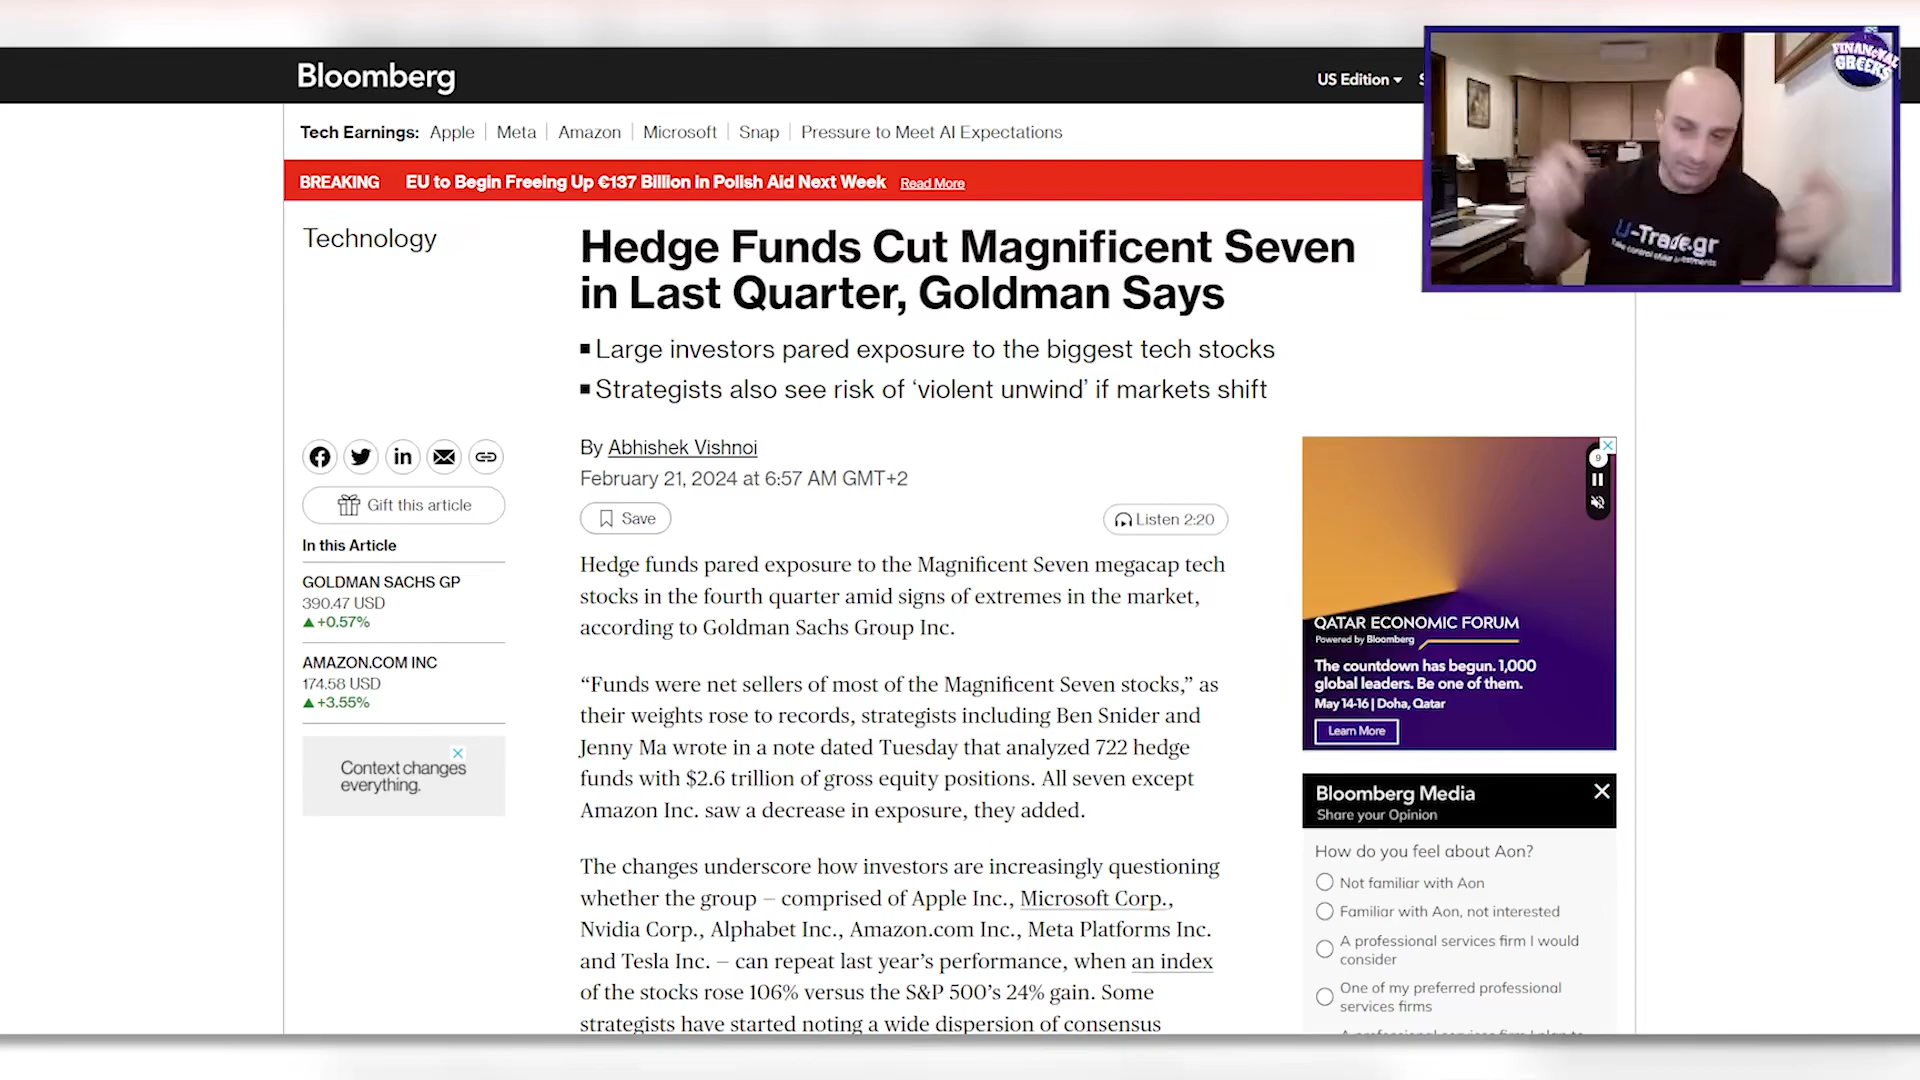 Bloomberg
US Edition
Tech Earnings: Apple Meta Amazon Microsoft Snap Pressure to Meet AI Expectations
BREAKING EU to Begin Freeing Up €137 Billion in Polish Aid Next Week Read More
FINANCIAL
GREEKS
U-Trade.gr
Take control of your investments
Technology
Hedge Funds Cut Magnificent Seven
in Last Quarter, Goldman Says
Large investors pared exposure to the biggest tech stocks
Strategists also see risk of ‘violent unwind’ if markets shift
By Abhishek Vishnoi
February 21, 2024 at 6:57 AM GMT+2
Save
Listen 2:20
Gift this article
In this Article
GOLDMAN SACHS GP
390.47 USD
+0.57%
AMAZON.COM INC
174.58 USD
+3.55%
Context changes
everything.
Hedge funds pared exposure to the Magnificent Seven megacap tech
stocks in the fourth quarter amid signs of extremes in the market,
according to Goldman Sachs Group Inc.
“Funds were net sellers of most of the Magnificent Seven stocks,” as
their weights rose to records, strategists including Ben Snider and
Jenny Ma wrote in a note dated Tuesday that analyzed 722 hedge
funds with $2.6 trillion of gross equity positions. All seven except
Amazon Inc. saw a decrease in exposure, they added.
The changes underscore how investors are increasingly questioning
whether the group – comprised of Apple Inc., Microsoft Corp.,
Nvidia Corp., Alphabet Inc., Amazon.com Inc., Meta Platforms Inc.
and Tesla Inc. – can repeat last year’s performance, when an index
of the stocks rose 106% versus the S&P 500’s 24% gain. Some
strategists have started noting a wide dispersion of consensus
9
QATAR ECONOMIC FORUM
Powered by Bloomberg
The countdown has begun. 1,000
global leaders. Be one of them.
May 14-16 | Doha, Qatar
Learn More
Bloomberg Media
Share your Opinion
How do you feel about Aon?
Not familiar with Aon
Familiar with Aon, not interested
A professional services firm I would
consider
One of my preferred professional
services firms